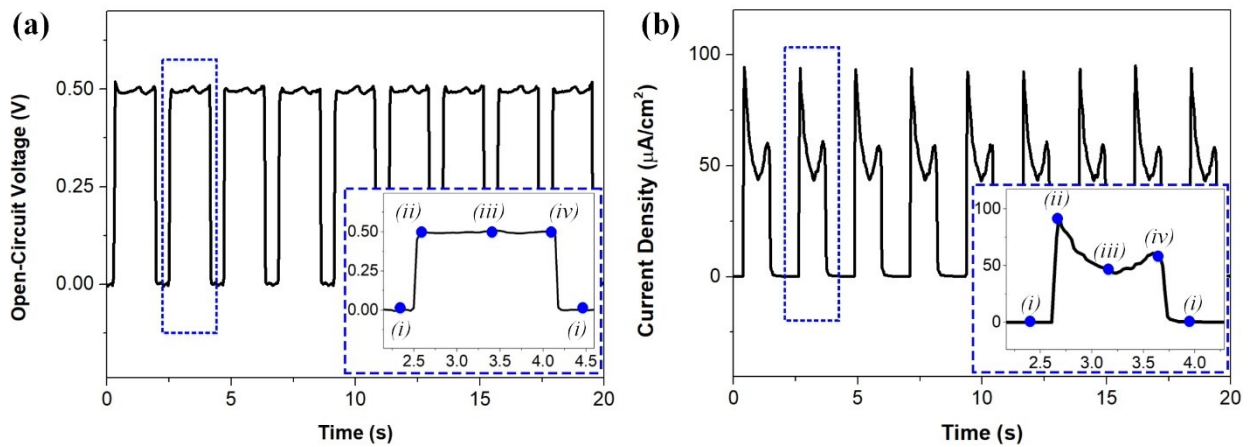 (a)
Open-Circuit Voltage (V)
0.50
0.25
0.00
0
5
10
15
20
Time (s)
(ii)
(iii)
(iv)
0.50
0.25
0.00
(i)
(i)
2.5
3.0
3.5
4.0
4.5
(b)
Current Density (μA/cm²)
100
50
0
0
5
10
15
20
Time (s)
(ii)
100
(iii)
(iv)
50
(i)
(i)
0
2.5
3.0
3.5
4.0